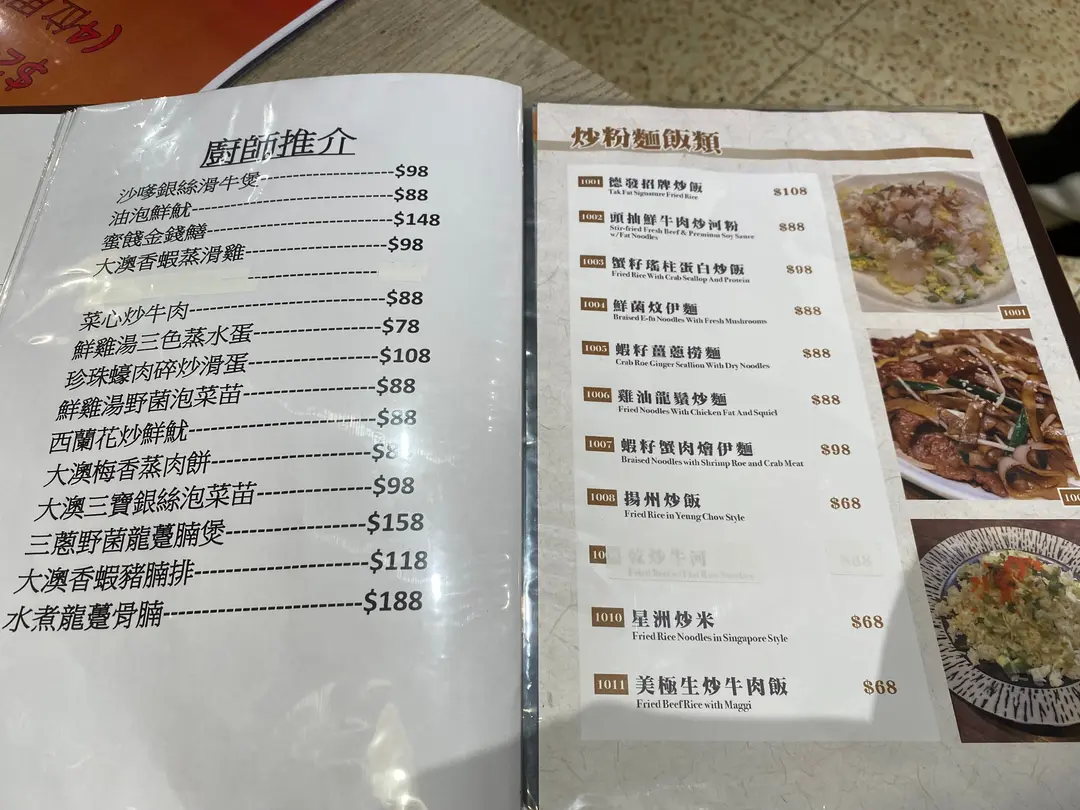 廚師推介
沙嗲銀絲滑牛煲--------------------$98
油泡鮮魷--------------------$88
蜜餞金錢鱔--------------------$148
大澳香蝦蒸滑雞--------------------$98
菜心炒牛肉--------------------$88
鮮雞湯三色蒸水蛋--------------------$78
珍珠蠔肉碎炒滑蛋--------------------$108
鮮雞湯野菌泡菜苗--------------------$88
西蘭花炒鮮魷--------------------$88
大澳梅香蒸肉餅--------------------$8
大澳三寶銀絲泡菜苗--------------------$98
三蔥野菌龍躉腩煲--------------------$158
大澳香蝦豬腩排--------------------$118
水煮龍躉骨腩--------------------$188
炒粉麵飯類
1001 德發招牌炒飯 $108
Tak Fat Signature Fried Rice
1002 頭抽鮮牛肉炒河粉 $88
Stir-fried Fresh Beef & Premium Soy Sauce
w/Fat Noodles
1003 蟹籽瑤柱蛋白炒飯 $98
Fried Rice With Crab Scallop And Protein
1004 鮮菌炆伊麵 $88
Braised E-fu Noodles With Fresh Mushrooms
1005 蝦籽薑蔥撈麵 $88
Crab Roe Ginger Scallion With Dry Noodles
1006 雞油龍鬚炒麵 $88
Fried Noodles With Chicken Fat And Squiel
1007 蝦籽蟹肉燴伊麵 $98
Braised Noodles with Shrimp Roe and Crab Meat
1008 揚州炒飯 $68
Fried Rice in Yeung Chow Style
乾炒牛河 $88
1010 星洲炒米 $68
Fried Rice Noodles in Singapore Style
1011 美極生炒牛肉飯 $68
Fried Beef Rice with Maggi
1001